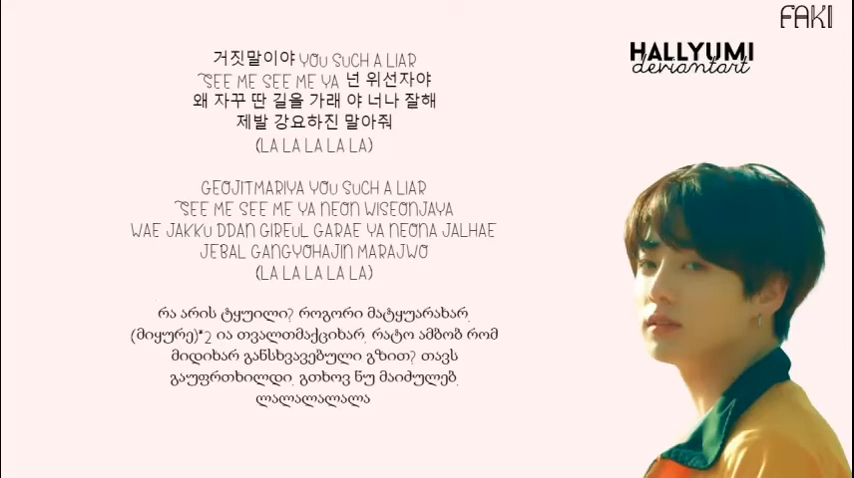 FAKI
HALLYUMI
deviantart
거짓말이야 YOU SUCH A LIAR
SEE ME SEE ME YA 넌 위선자야
왜 자꾸 딴 길을 가래 야 너나 잘해
제발 강요하진 말아줘
(LA LA LA LA LA)
GEOJITMARIYA YOU SUCH A LIAR
SEE ME SEE ME YA NEON WISEONJAYA
WAE JAKKU DDAN GIREUL GARAE YA NEONA JALHAE
JEBAL GANGYOHAJIN MARAJWO
(LA LA LA LA LA)
რა არის ტყუილი? როგორი მატყუარახარ,
(მიყურე)*2 ია თვალთმაქციხარ, რატო ამბობ რომ
მიდიხარ განსხვავებული გზით? თავს
გაუფრთხილდი, გთხოვ ნუ მაიძულებ,
ლალალალალა